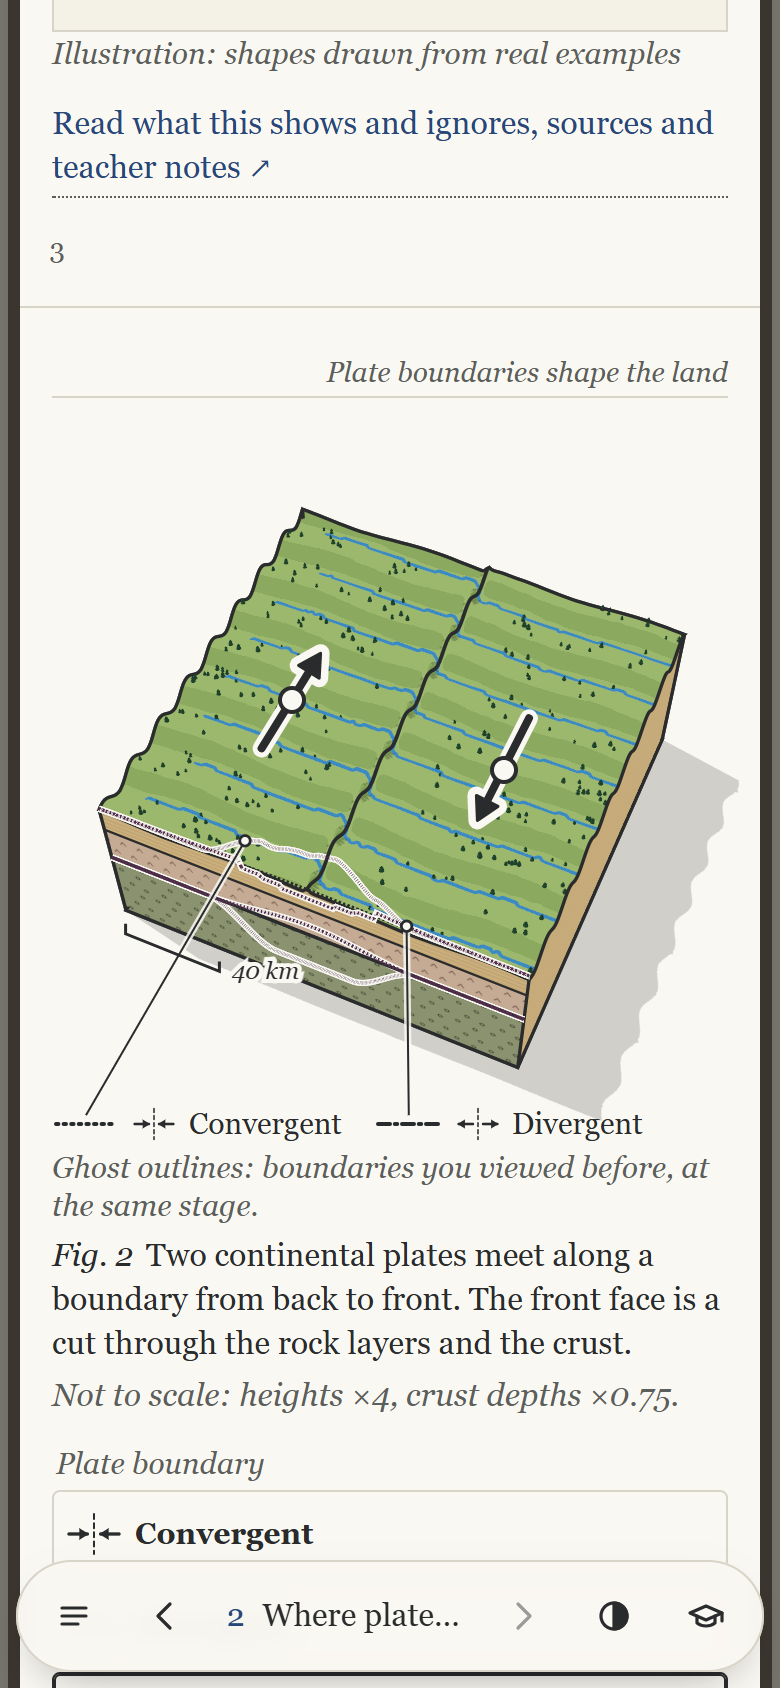 Illustration: shapes drawn from real examples
Read what this shows and ignores, sources and
teacher notes ↗
3
Plate boundaries shape the land
40 km
Convergent
Divergent
Ghost outlines: boundaries you viewed before, at
the same stage.
Fig. 2 Two continental plates meet along a
boundary from back to front. The front face is a
cut through the rock layers and the crust.
Not to scale: heights ×4, crust depths ×0.75.
Plate boundary
Convergent
2 Where plate...